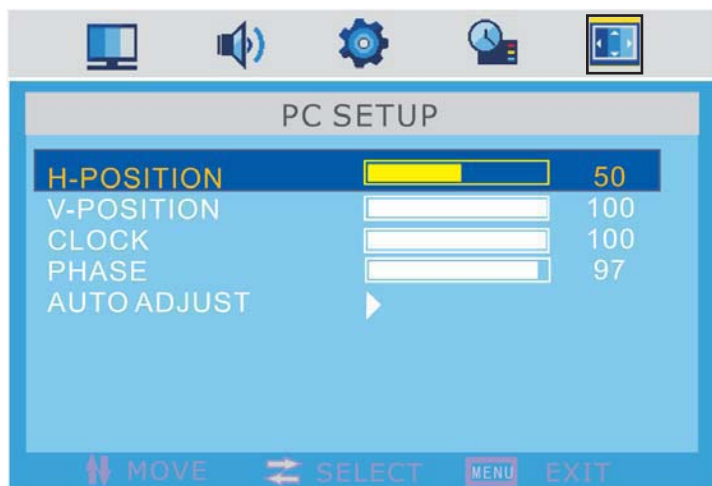 PC SETUP
H-POSITION 50
V-POSITION 100
CLOCK 100
PHASE 97
AUTO ADJUST
MOVE SELECT MENU EXIT